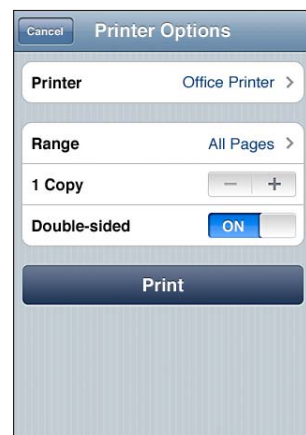 Cancel Printer Options
Printer Office Printer >
Range All Pages >
1 Copy − +
Double-sided ON
Print